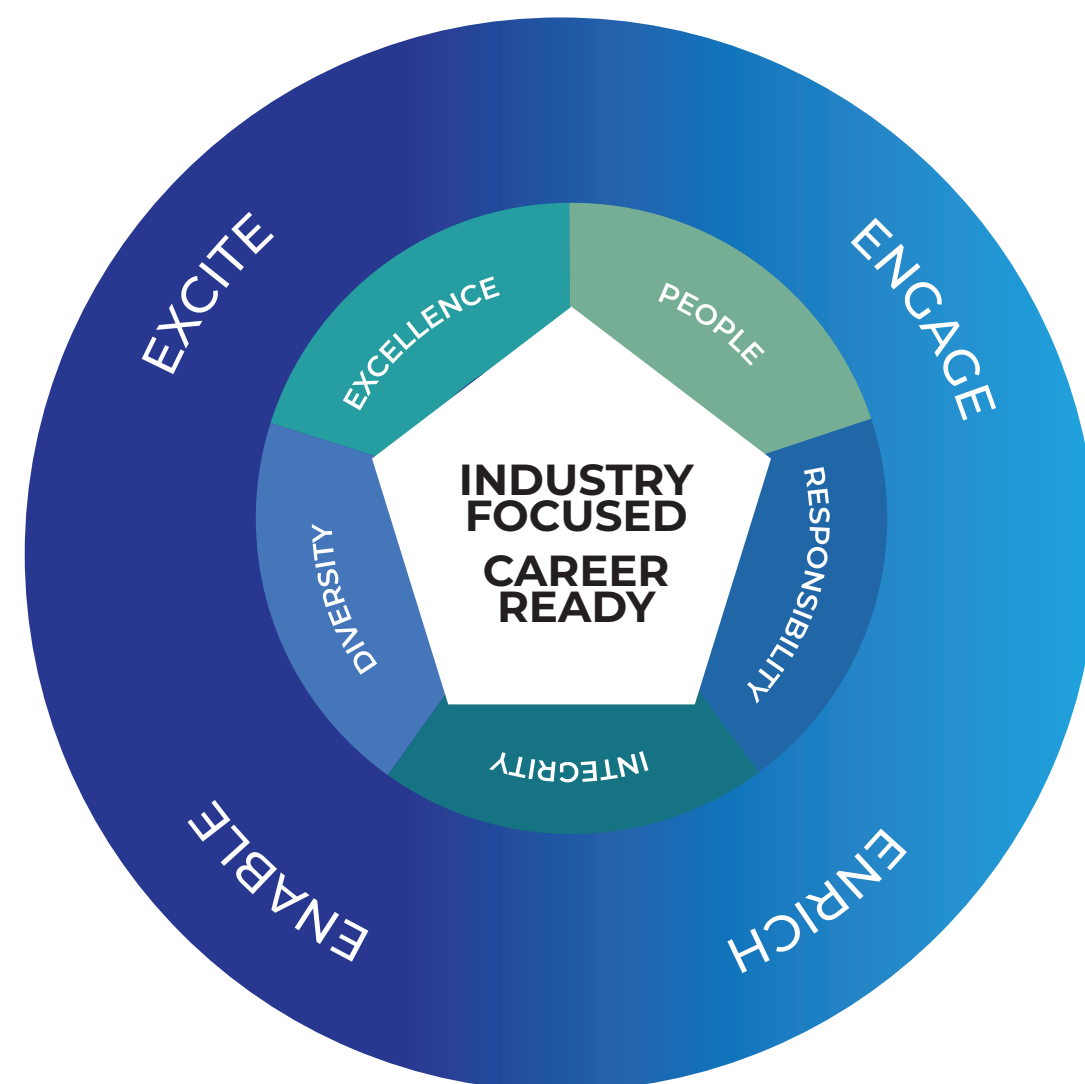 EXCITE
ENGAGE
ENRICH
ENABLE
EXCELLENCE
PEOPLE
RESPONSIBILITY
INTEGRITY
DIVERSITY
INDUSTRY
FOCUSED
CAREER
READY